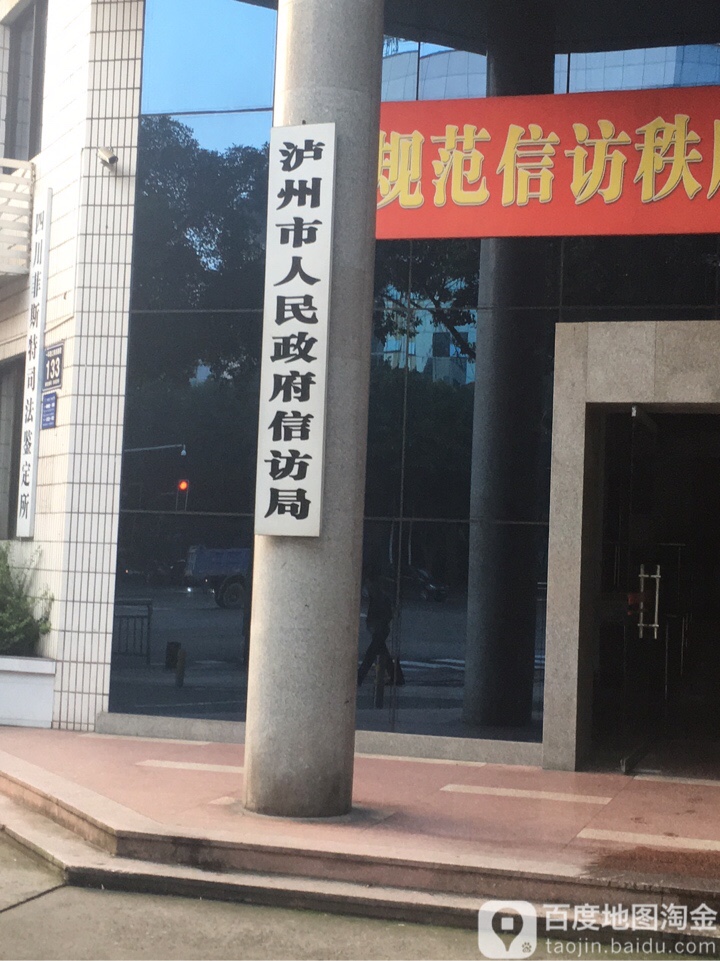 规范信访秩
泸州市人民政府信访局
四川菲斯特司法鉴定所
133
百度地图淘金
taojin.baidu.com